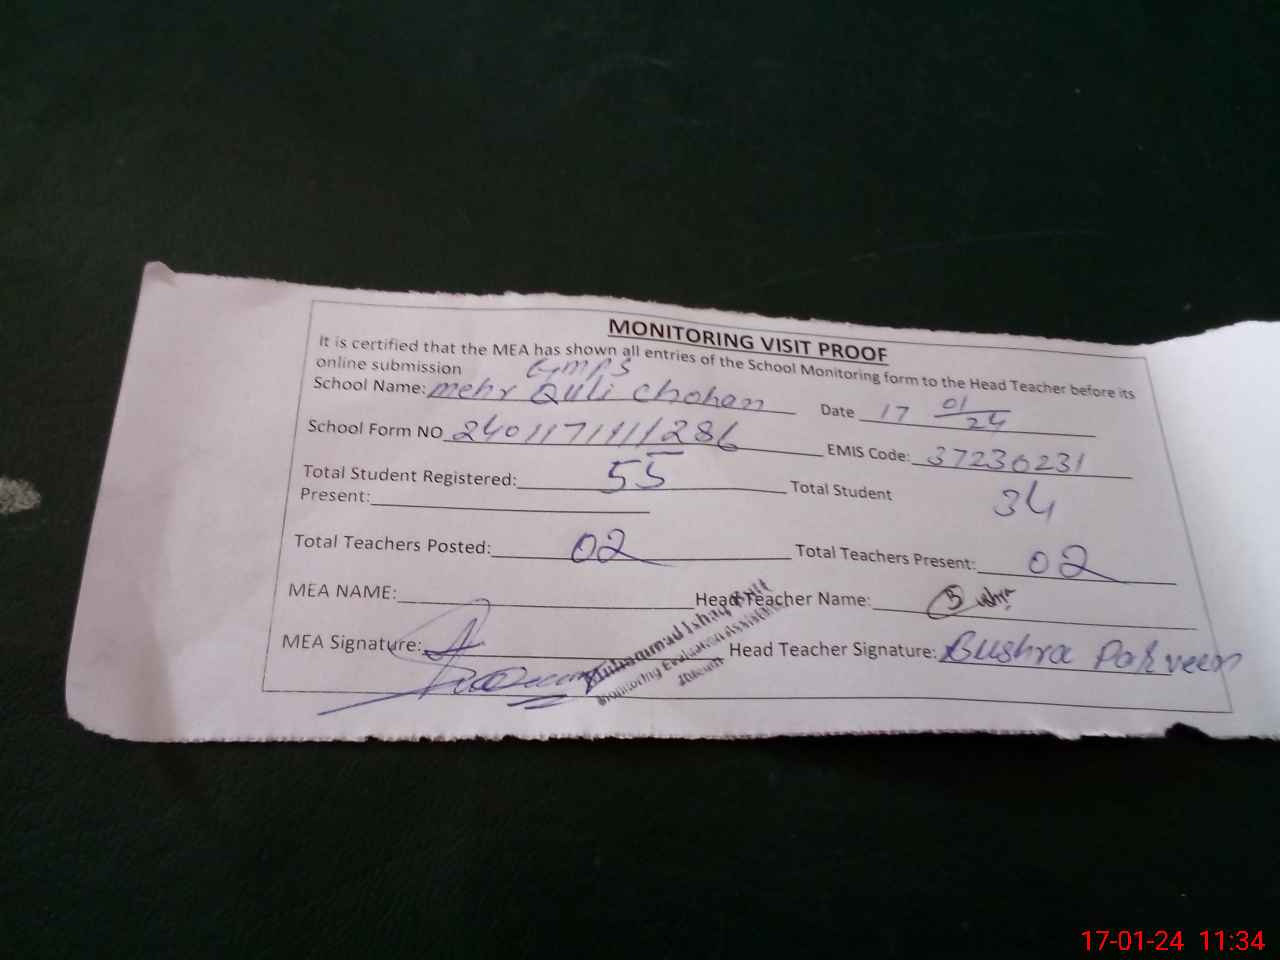 MONITORING VISIT PROOF
It is certified that the MEA has shown all entries of the School Monitoring form to the Head Teacher before its
online submission
GMPS
School Name: Mehr Quli Chohan Date 17 01/24
School Form NO 2401171111286 EMIS Code: 37230231
Total Student Registered: 55 Total Student 34
Present:
Total Teachers Posted: 02 Total Teachers Present: 02
MEA NAME: Head Teacher Name: Bushr
MEA Signature: Head Teacher Signature: Bushra Parveen
Muhammad Ishaq
Monitoring Evaluation Assistant
17-01-24 11:34